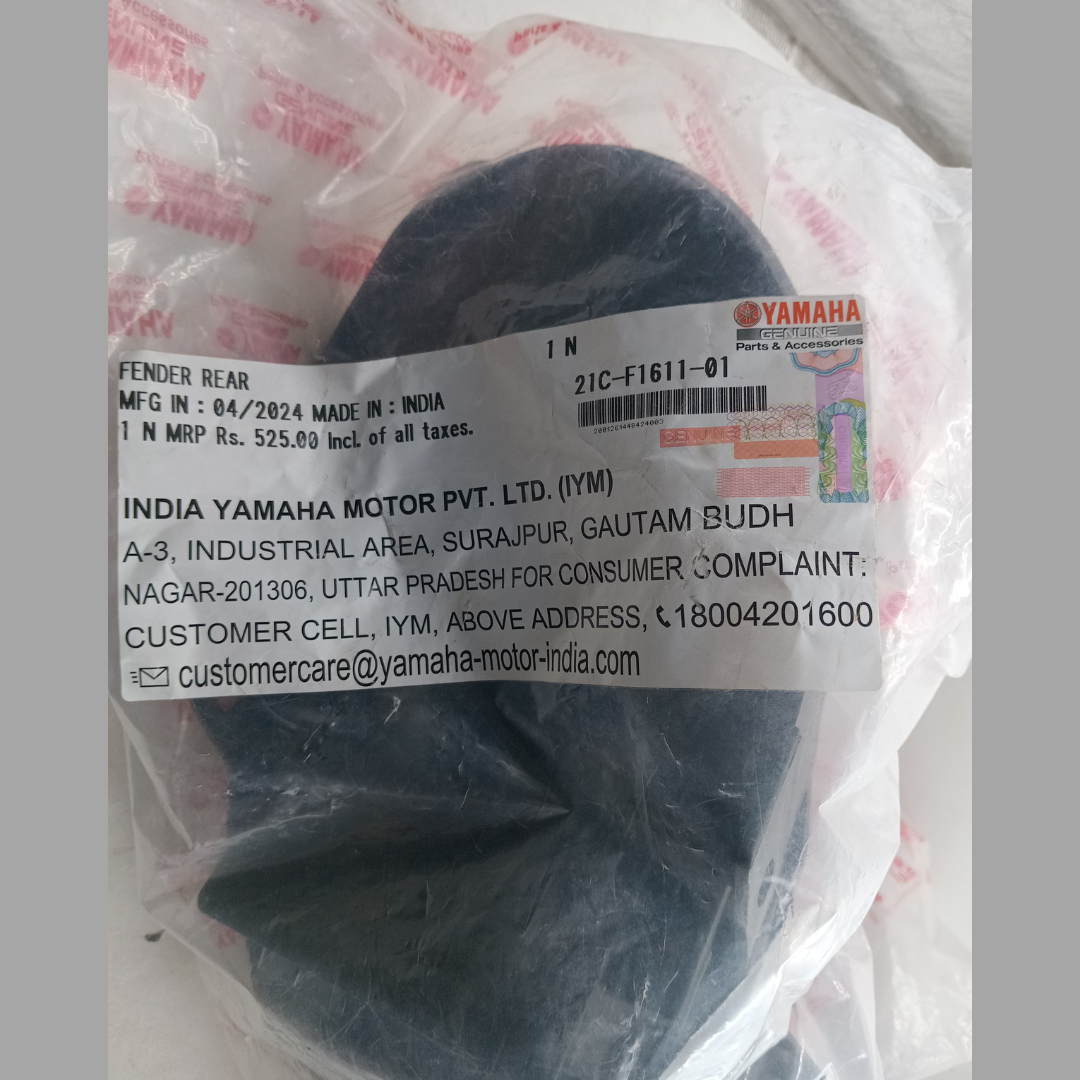 YAMAHA
GENUINE
Parts & Accessories
1 N
21C-F1611-01
FENDER REAR
MFG IN : 04/2024 MADE IN : INDIA
1 N MRP Rs. 525.00 Incl. of all taxes.
GENUINE
INDIA YAMAHA MOTOR PVT. LTD. (IYM)
A-3, INDUSTRIAL AREA, SURAJPUR, GAUTAM BUDH
NAGAR-201306, UTTAR PRADESH FOR CONSUMER COMPLAINT:
CUSTOMER CELL, IYM, ABOVE ADDRESS, 18004201600
customercare@yamaha-motor-india.com